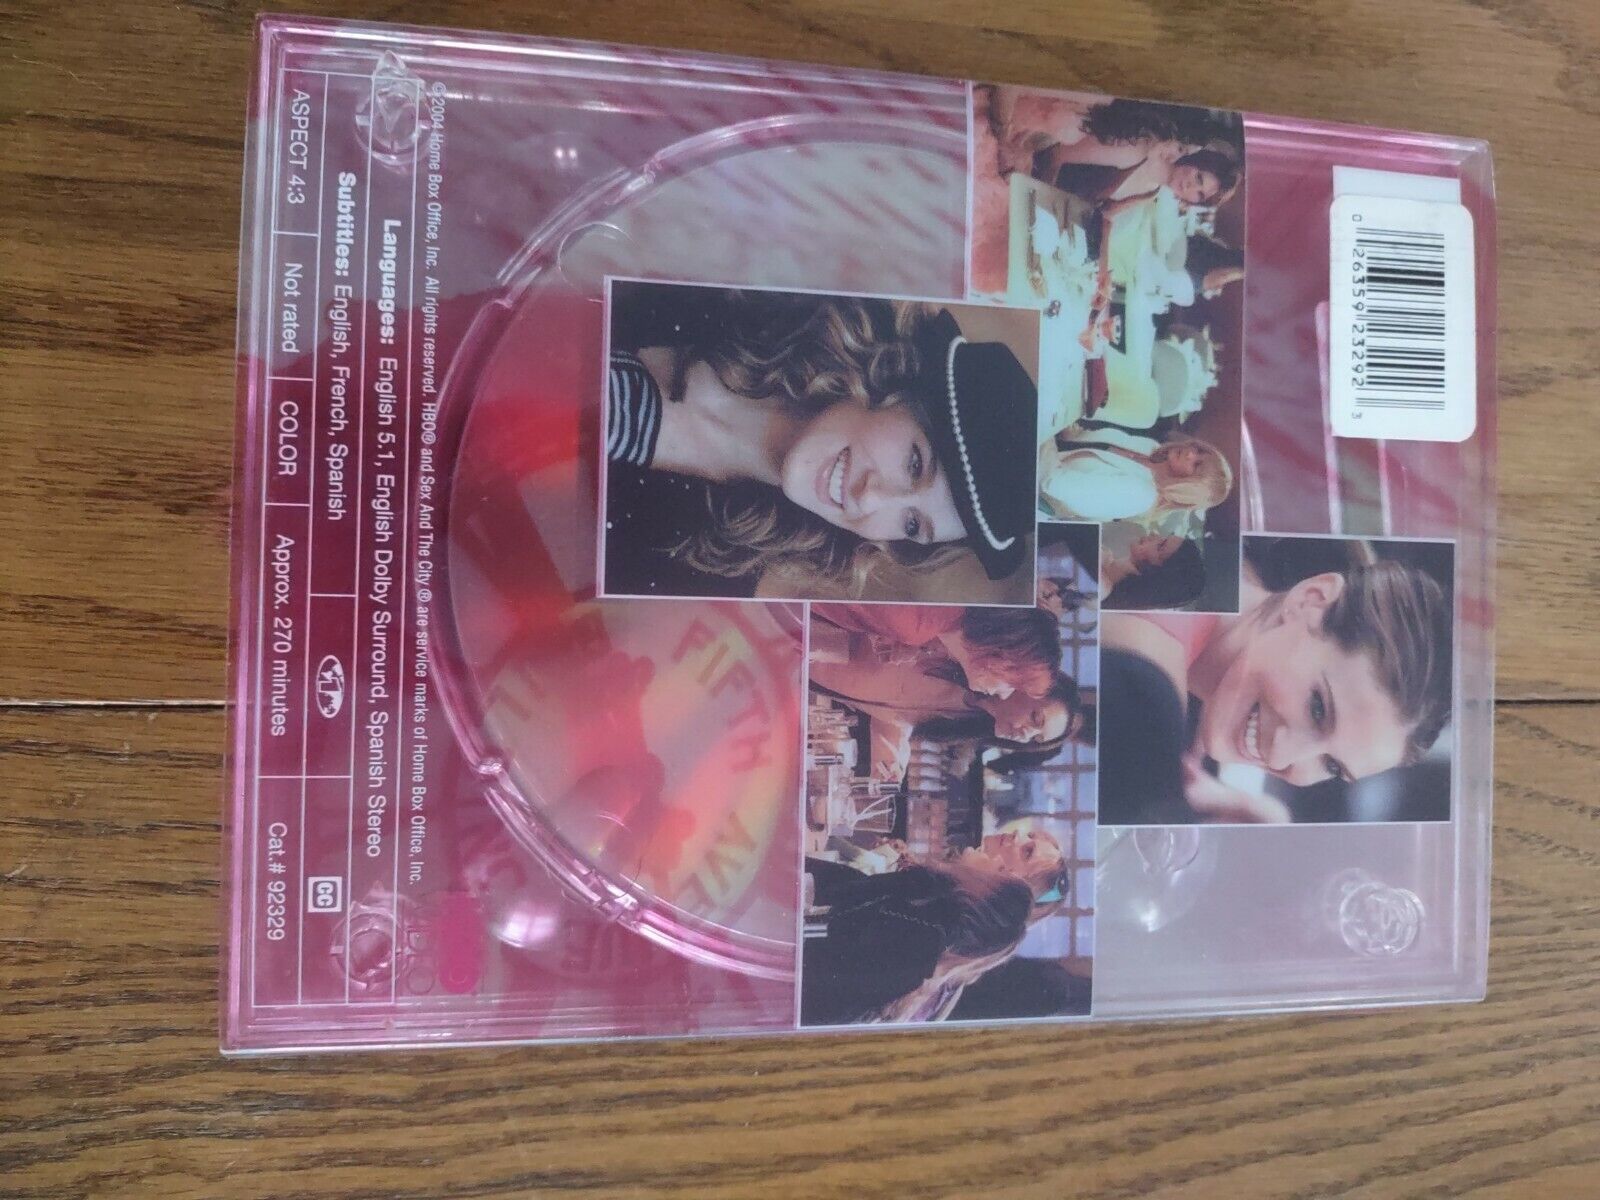 0 26359 23292 3
FIFTH AVE
©2004 Home Box Office, Inc. All rights reserved. HBO® and Sex And The City® are service marks of Home Box Office, Inc.
Languages: English 5.1, English Dolby Surround, Spanish Stereo
Subtitles: English, French, Spanish
CC
ASPECT 4:3 Not rated COLOR Approx. 270 minutes Cat.# 92329
VIDEO